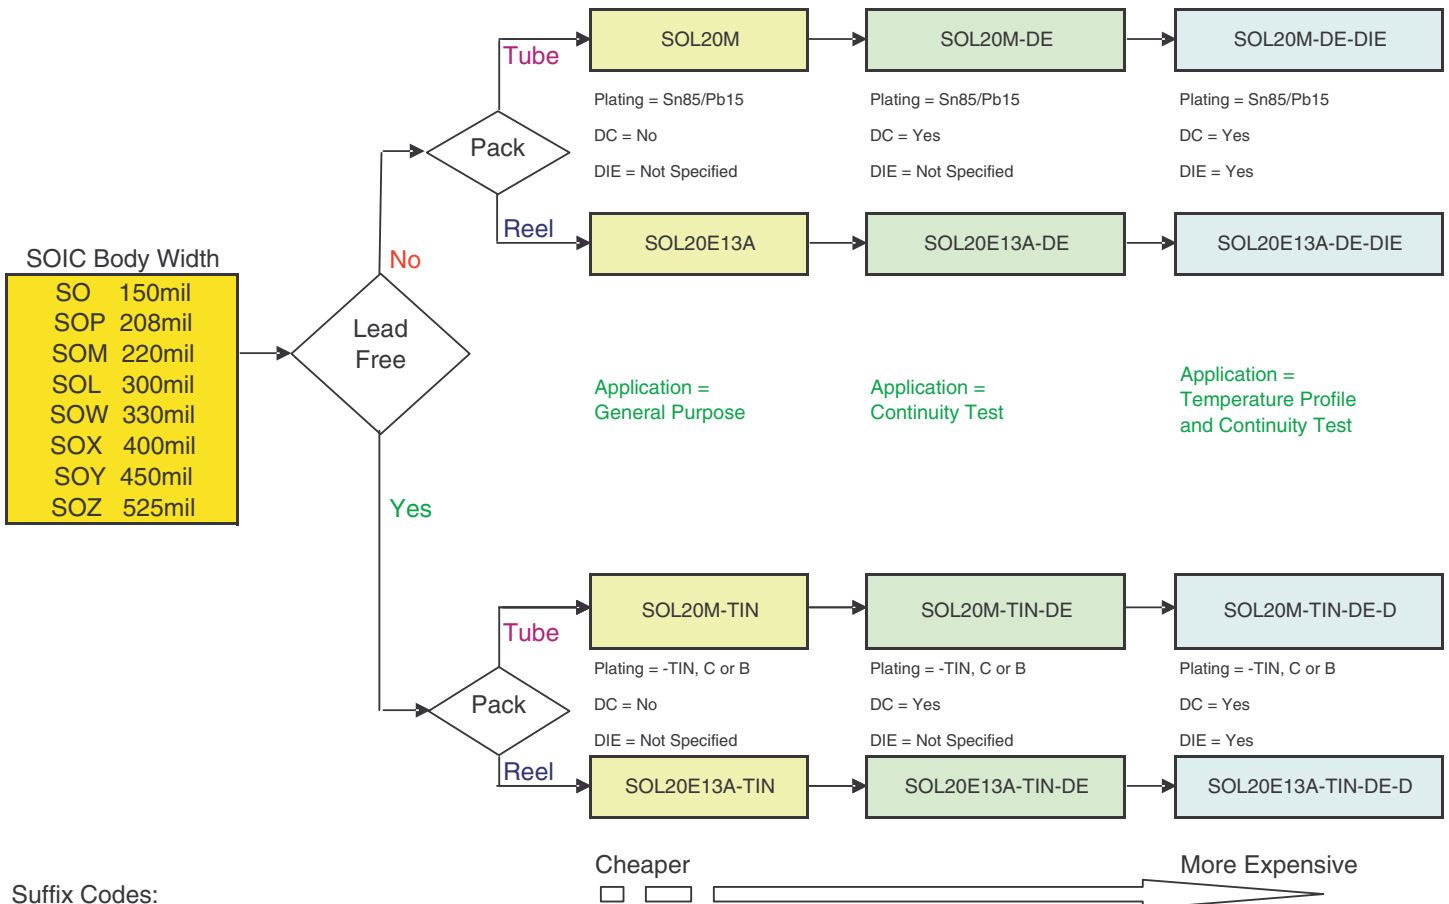 SOIC Body Width
SO 150mil
SOP 208mil
SOM 220mil
SOL 300mil
SOW 330mil
SOX 400mil
SOY 450mil
SOZ 525mil
Lead
Free
No
Yes
Pack
Tube
Reel
SOL20M
SOL20M-DE
SOL20M-DE-DIE
Plating = Sn85/Pb15
DC = No
DIE = Not Specified
Plating = Sn85/Pb15
DC = Yes
DIE = Not Specified
Plating = Sn85/Pb15
DC = Yes
DIE = Yes
SOL20E13A
SOL20E13A-DE
SOL20E13A-DE-DIE
Application =
General Purpose
Application =
Continuity Test
Application =
Temperature Profile
and Continuity Test
Pack
Tube
Reel
SOL20M-TIN
SOL20M-TIN-DE
SOL20M-TIN-DE-D
Plating = -TIN, C or B
DC = No
DIE = Not Specified
Plating = -TIN, C or B
DC = Yes
DIE = Not Specified
Plating = -TIN, C or B
DC = Yes
DIE = Yes
SOL20E13A-TIN
SOL20E13A-TIN-DE
SOL20E13A-TIN-DE-D
Cheaper
More Expensive
Suffix Codes: